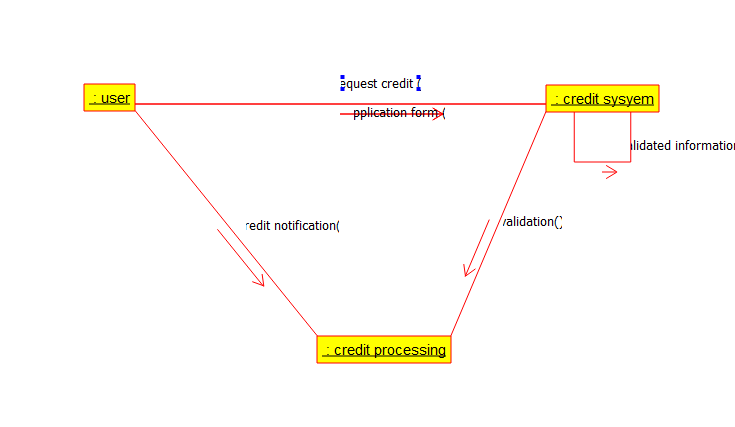 equest credit (
: user
: credit sysyem
pplication form (
alidated information
redit notification(
validation()
: credit processing